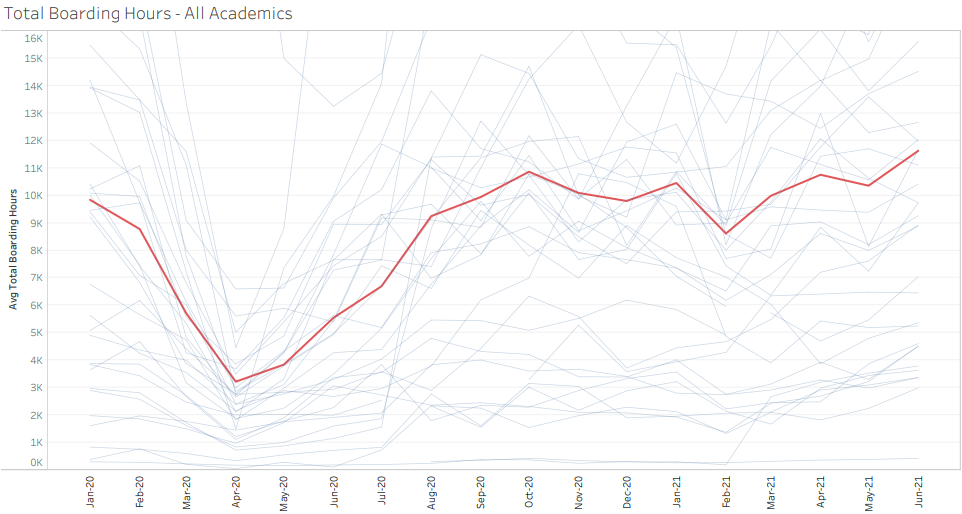 Total Boarding Hours - All Academics
Avg Total Boarding Hours
16K
15K
14K
13K
12K
11K
10K
9K
8K
7K
6K
5K
4K
3K
2K
1K
0K
Jan-20
Feb-20
Mar-20
Apr-20
May-20
Jun-20
Jul-20
Aug-20
Sep-20
Oct-20
Nov-20
Dec-20
Jan-21
Feb-21
Mar-21
Apr-21
May-21
Jun-21